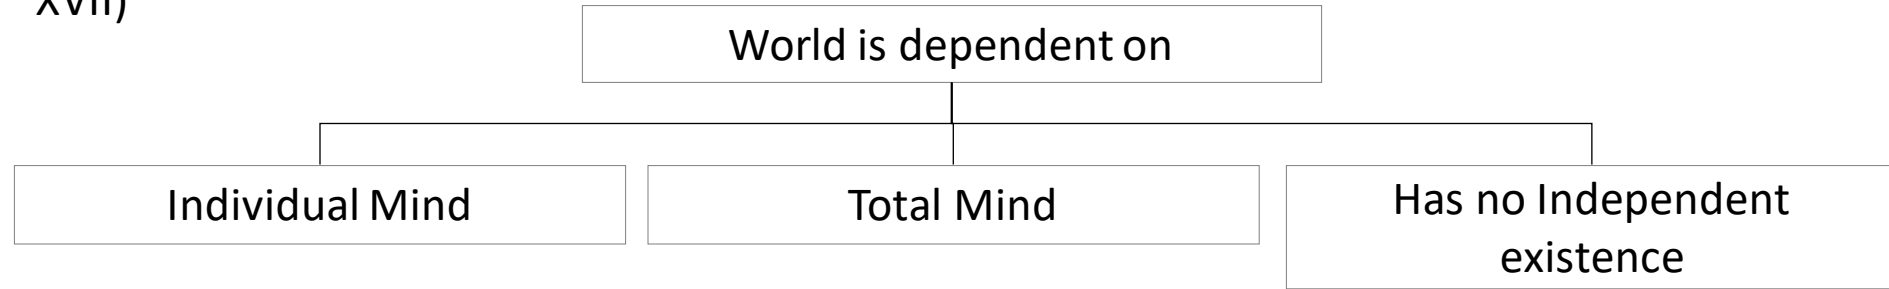 XVII)
World is dependent on
Individual Mind
Total Mind
Has no Independent
existence